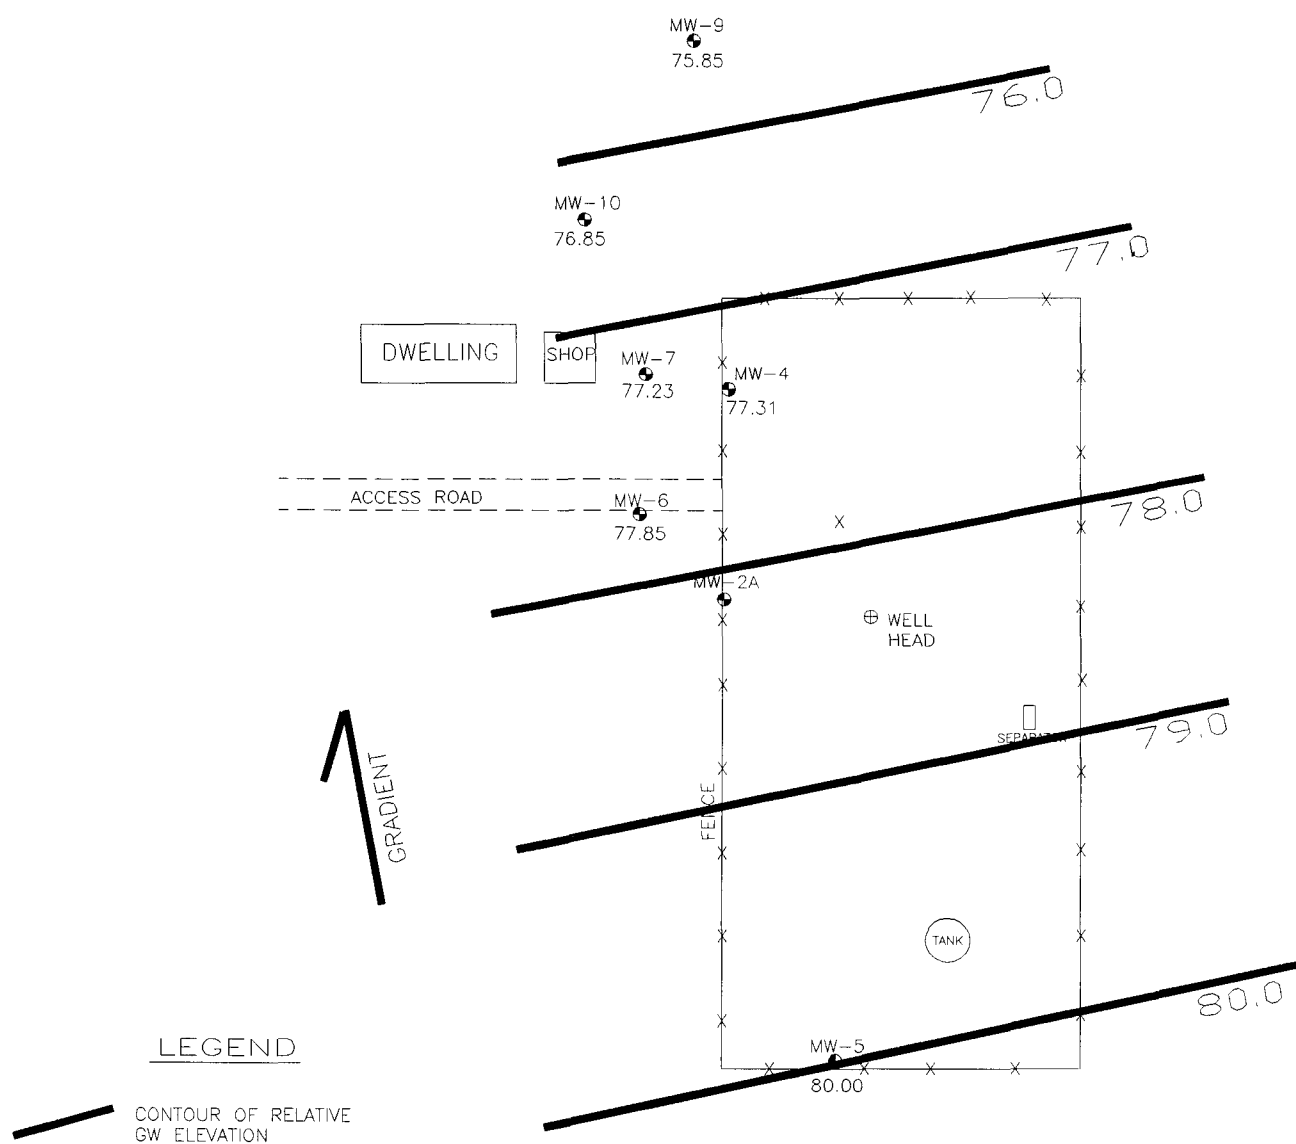 MW-9
75.85
76.0
MW-10
76.85
77.0
DWELLING
SHOP
MW-7
77.23
MW-4
77.31
ACCESS ROAD
MW-6
77.85
78.0
MW-2A
WELL
HEAD
SEPARATOR
79.0
GRADIENT
FENCE
TANK
80.0
MW-5
80.00
LEGEND
CONTOUR OF RELATIVE
GW ELEVATION